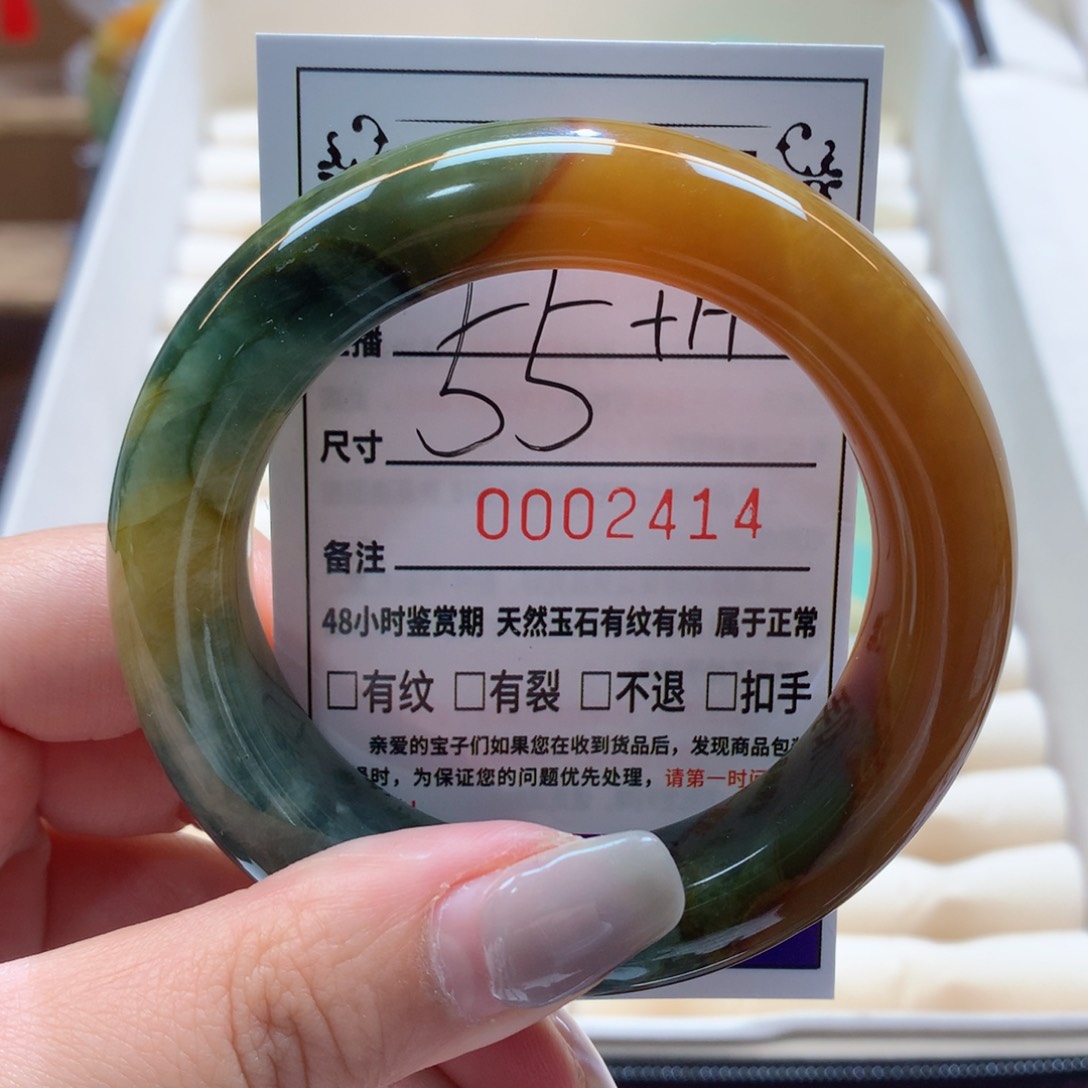 播
55+
尺寸 55
0002414
备注
48小时鉴赏期 天然玉石有纹有棉 属于正常
□有纹 □有裂 □不退 □扣手
亲爱的宝子们如果您在收到货品后，发现商品包
时，为保证您的问题优先处理，请第一时间
！